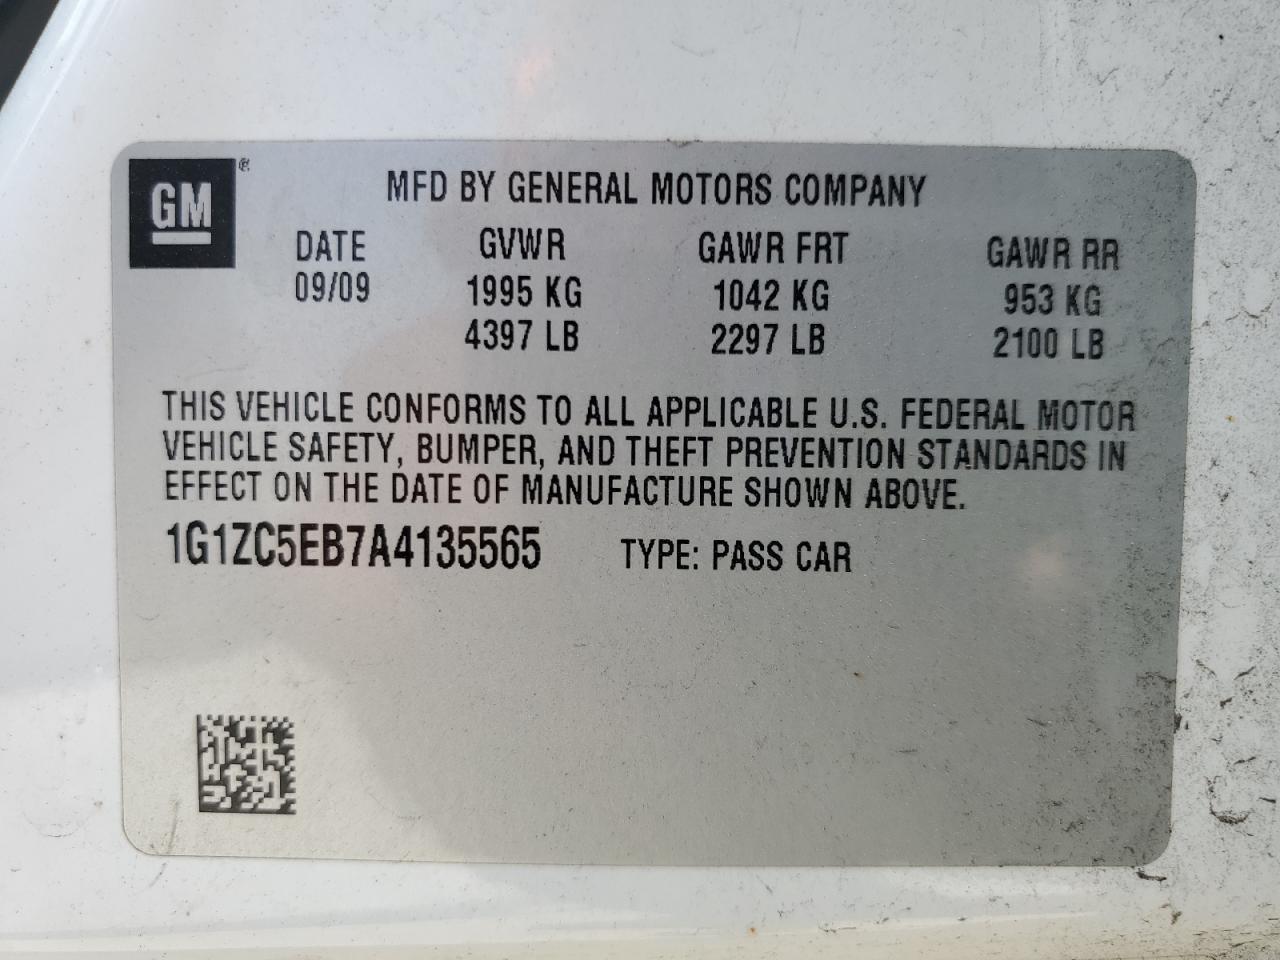 GM®
MFD BY GENERAL MOTORS COMPANY
DATE GVWR GAWR FRT GAWR RR
09/09 1995 KG 1042 KG 953 KG
4397 LB 2297 LB 2100 LB
THIS VEHICLE CONFORMS TO ALL APPLICABLE U.S. FEDERAL MOTOR
VEHICLE SAFETY, BUMPER, AND THEFT PREVENTION STANDARDS IN
EFFECT ON THE DATE OF MANUFACTURE SHOWN ABOVE.
1G1ZC5EB7A4135565 TYPE: PASS CAR